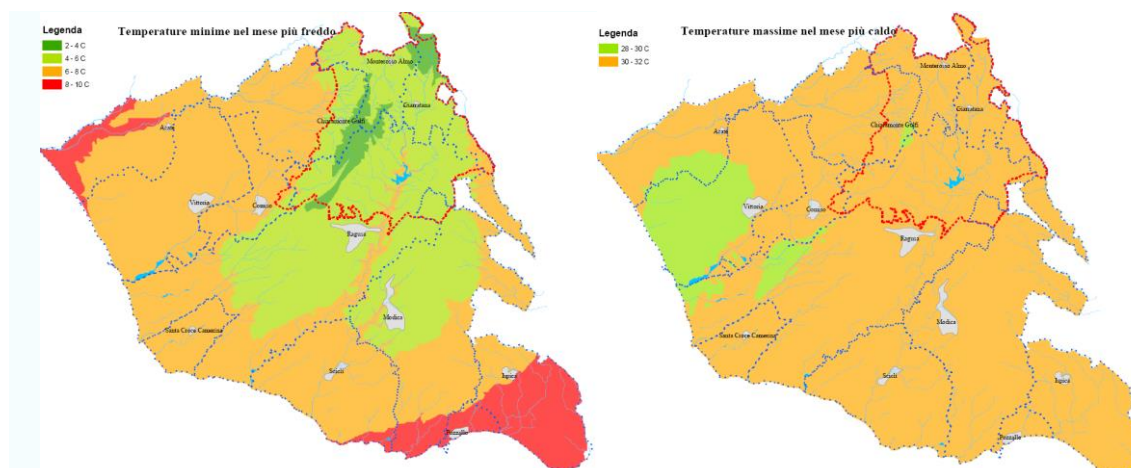 Legenda
Temperature minime nel mese più freddo
2 - 4 C
4 - 6 C
6 - 8 C
8 - 10 C
Monterosso Almo
Giarratana
Chiaramonte Gulfi
Acate
Vittoria
Comiso
Ragusa
Modica
Santa Croce Camerina
Scicli
Ispica
Pozzallo
Legenda
Temperature massime nel mese più caldo
28 - 30 C
30 - 32 C
Monterosso Almo
Giarratana
Chiaramonte Gulfi
Acate
Vittoria
Comiso
Ragusa
Modica
Santa Croce Camerina
Scicli
Ispica
Pozzallo